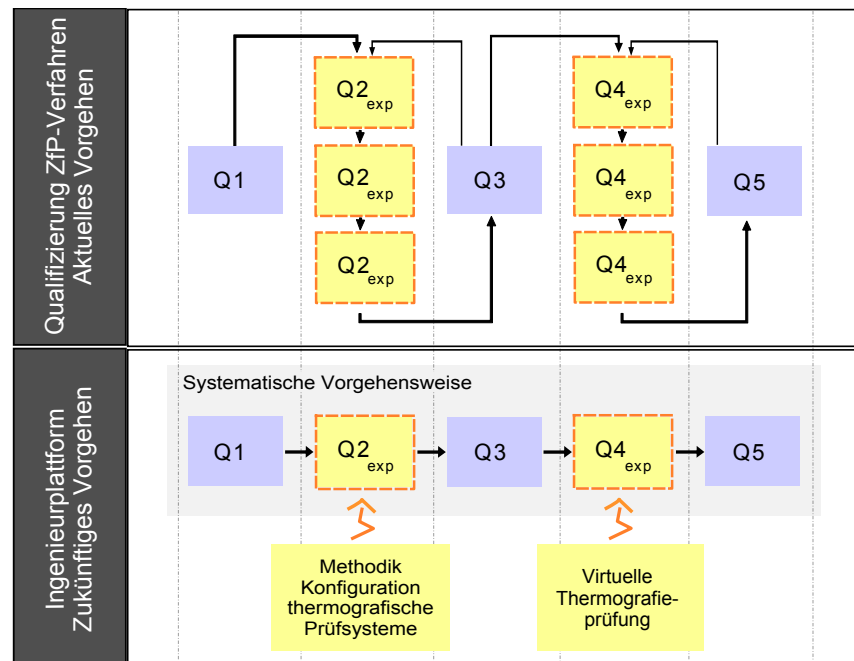 Qualifizierung ZfP-Verfahren
Aktuelles Vorgehen
Q1
Q2exp
Q2exp
Q2exp
Q3
Q4exp
Q4exp
Q4exp
Q5
Ingenieurplattform
Zukünftiges Vorgehen
Systematische Vorgehensweise
Q1
Q2exp
Q3
Q4exp
Q5
Methodik
Konfiguration
thermografische
Prüfsysteme
Virtuelle
Thermografie-
prüfung